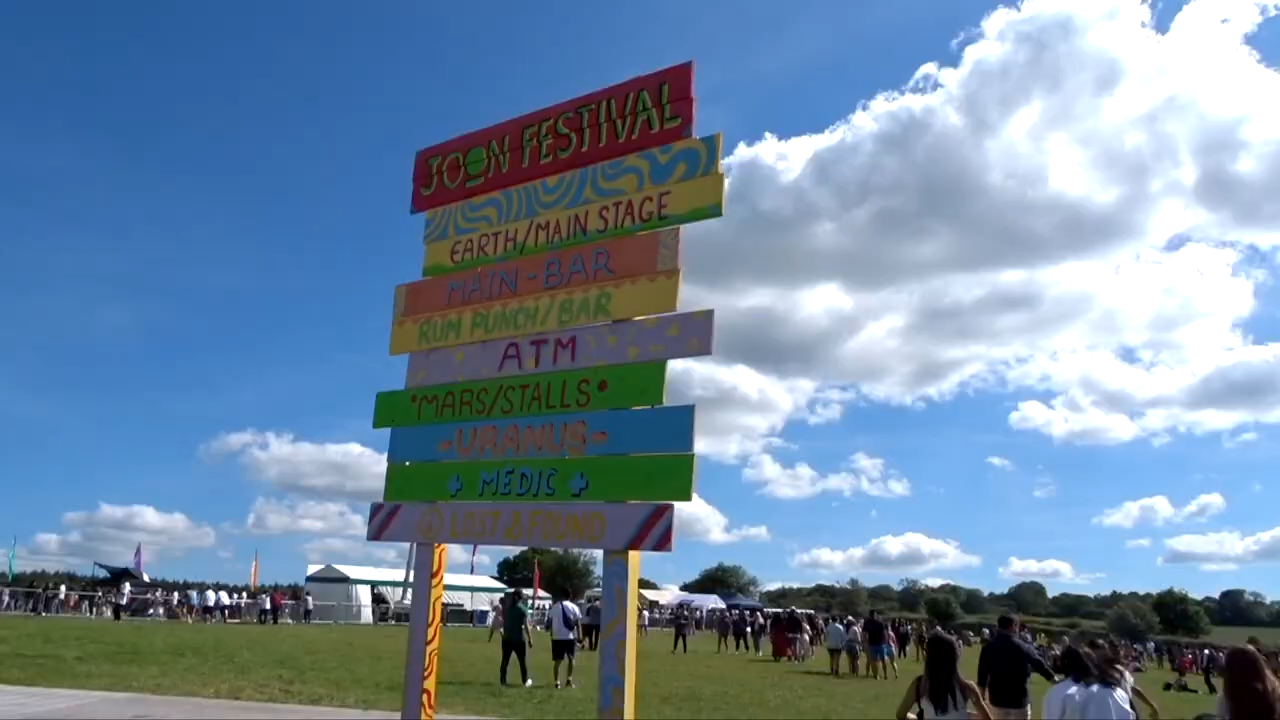 JOON FESTIVAL
EARTH/MAIN STAGE
MAIN-BAR
RUM PUNCH/BAR
ATM
•MARS/STALLS•
-URANUS-
+ MEDIC +
LOST & FOUND